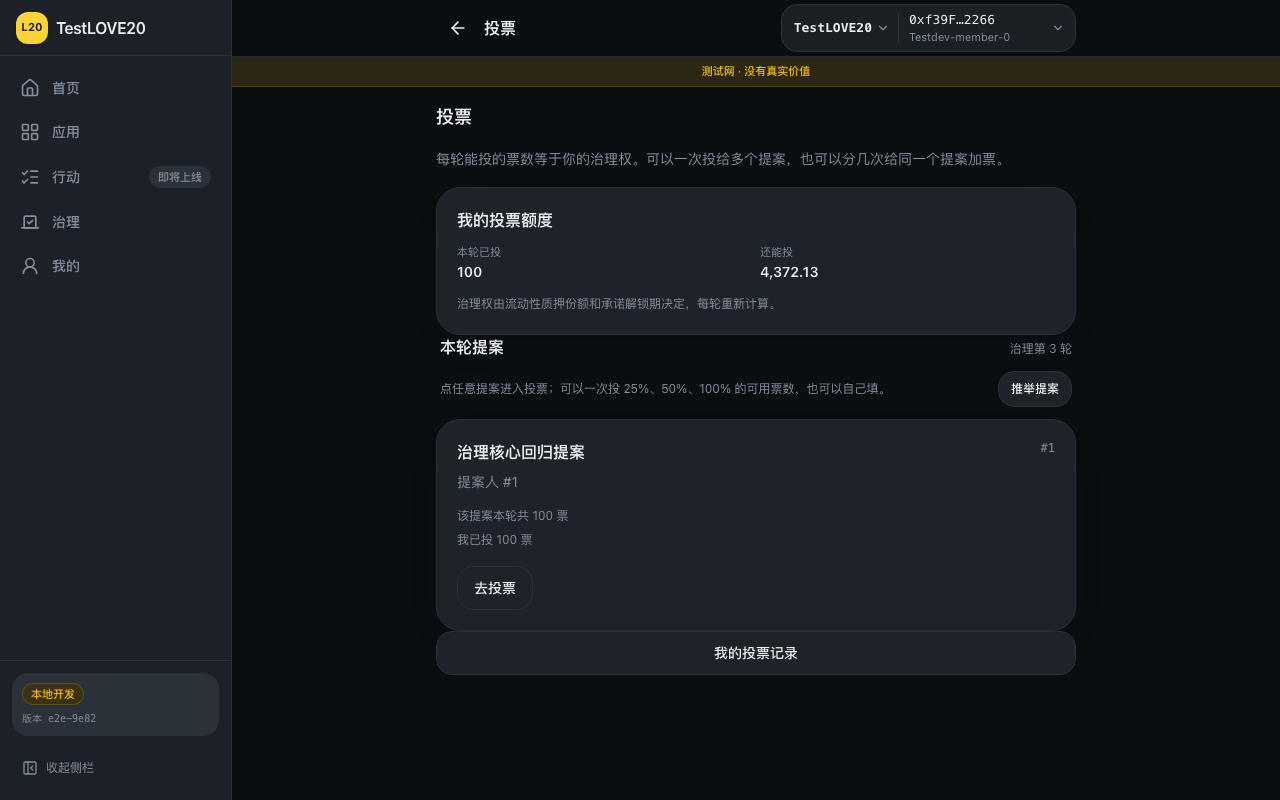 L20 TestLOVE20
首页
应用
行动 即将上线
治理
我的
本地开发
版本 e2e-9e82
收起侧栏
投票
TestLOVE20
0xf39F…2266
Testdev-member-0
测试网 · 没有真实价值
投票
每轮能投的票数等于你的治理权。可以一次投给多个提案，也可以分几次给同一个提案加票。
我的投票额度
本轮已投 还能投
100 4,372.13
治理权由流动性质押份额和承诺解锁期决定，每轮重新计算。
本轮提案 治理第 3 轮
点任意提案进入投票；可以一次投 25%、50%、100% 的可用票数，也可以自己填。 推举提案
治理核心回归提案 #1
提案人 #1
该提案本轮共 100 票
我已投 100 票
去投票
我的投票记录